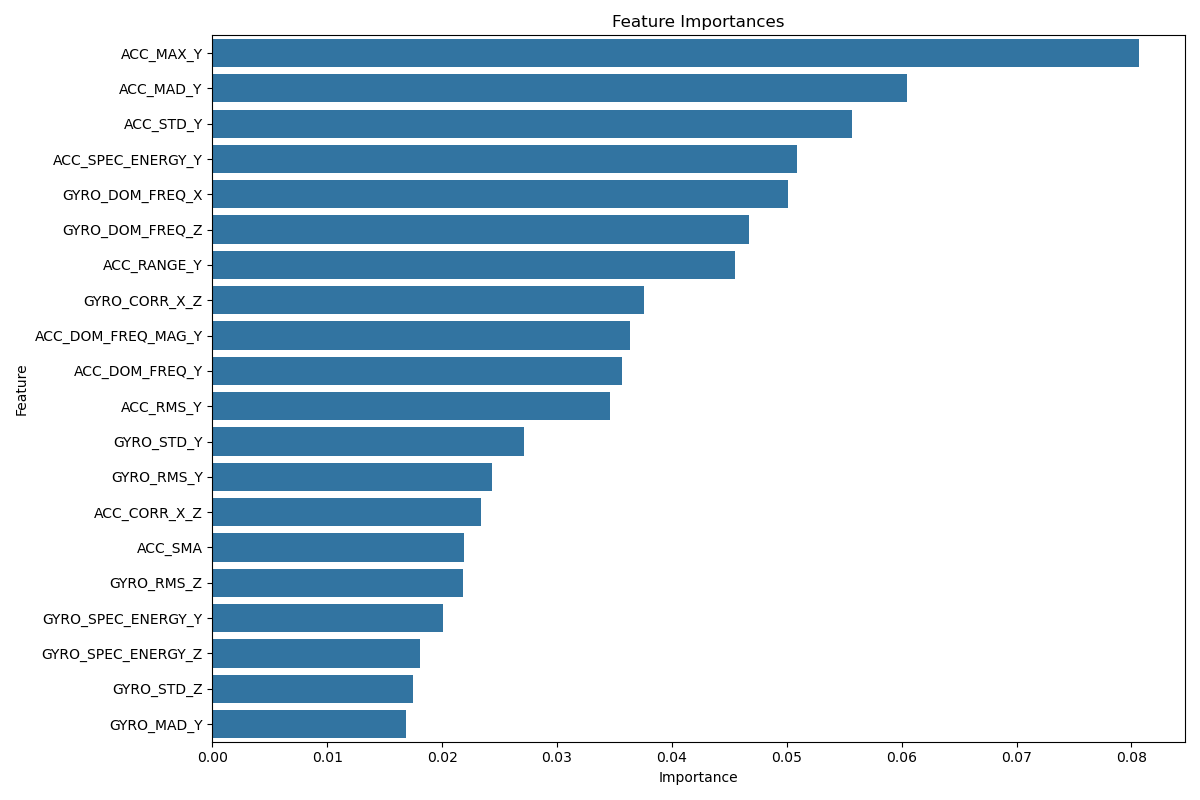 Feature Importances
ACC_MAX_Y
ACC_MAD_Y
ACC_STD_Y
ACC_SPEC_ENERGY_Y
GYRO_DOM_FREQ_X
GYRO_DOM_FREQ_Z
ACC_RANGE_Y
GYRO_CORR_X_Z
ACC_DOM_FREQ_MAG_Y
ACC_DOM_FREQ_Y
ACC_RMS_Y
GYRO_STD_Y
GYRO_RMS_Y
ACC_CORR_X_Z
ACC_SMA
GYRO_RMS_Z
GYRO_SPEC_ENERGY_Y
GYRO_SPEC_ENERGY_Z
GYRO_STD_Z
GYRO_MAD_Y
Feature
0.00 0.01 0.02 0.03 0.04 0.05 0.06 0.07 0.08
Importance